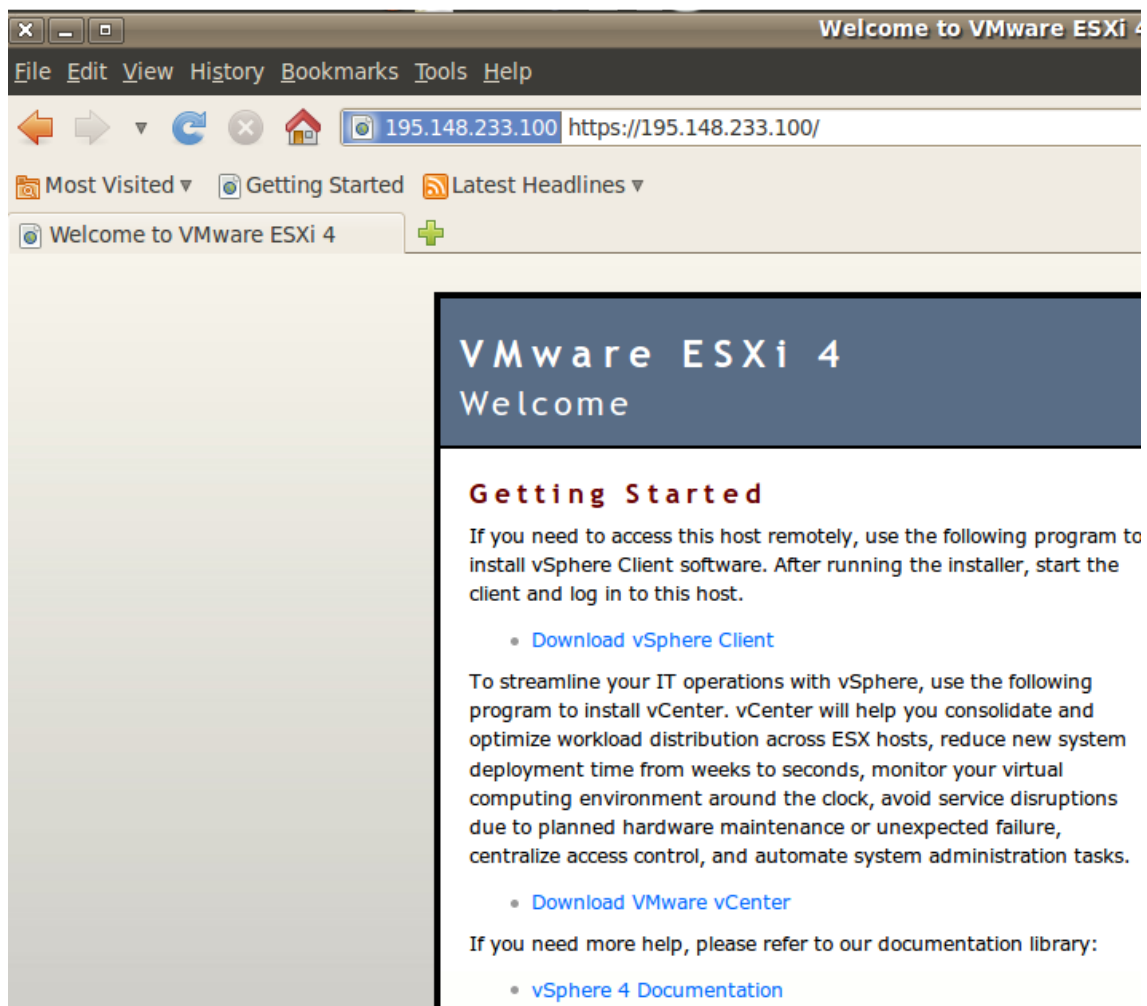 Welcome to VMware ESXi 4
File Edit View History Bookmarks Tools Help
195.148.233.100 https://195.148.233.100/
Most Visited Getting Started Latest Headlines
Welcome to VMware ESXi 4
VMware ESXi 4
Welcome
Getting Started
If you need to access this host remotely, use the following program to
install vSphere Client software. After running the installer, start the
client and log in to this host.
Download vSphere Client
To streamline your IT operations with vSphere, use the following
program to install vCenter. vCenter will help you consolidate and
optimize workload distribution across ESX hosts, reduce new system
deployment time from weeks to seconds, monitor your virtual
computing environment around the clock, avoid service disruptions
due to planned hardware maintenance or unexpected failure,
centralize access control, and automate system administration tasks.
Download VMware vCenter
If you need more help, please refer to our documentation library:
vSphere 4 Documentation